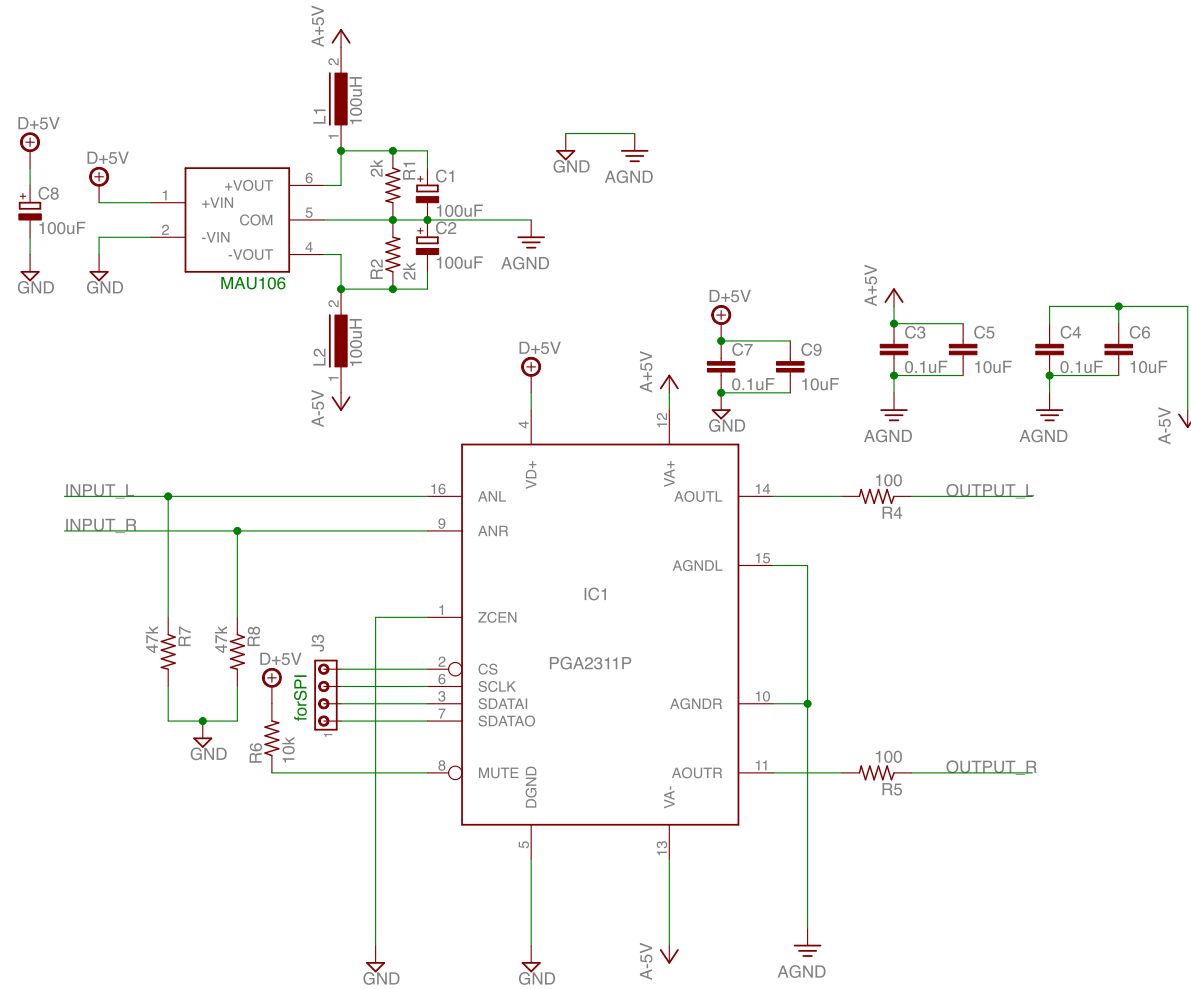 A+5V
2
L1
100uH
1
D+5V
C8
+
100uF
GND
D+5V
1
2
+VIN
-VIN
+VOUT
COM
-VOUT
6
5
4
MAU106
GND
2k
R1
+
C1
100uF
R2
2k
+
C2
100uF
AGND
2
L2
100uH
1
A-5V
GND
AGND
D+5V
C7
0.1uF
C9
10uF
GND
A+5V
C3
0.1uF
C5
10uF
AGND
C4
0.1uF
C6
10uF
AGND
A-5V
D+5V
4
VD+
A+5V
12
VA+
INPUT_L
16
ANL
INPUT_R
9
ANR
AOUTL
14
100
R4
OUTPUT_L
AGNDL
15
IC1
PGA2311P
1
ZCEN
47k
R7
47k
R8
GND
D+5V
R6
10k
J3
forSPI
1
2
CS
6
SCLK
3
SDATAI
7
SDATAO
8
MUTE
AGNDR
10
AOUTR
11
100
R5
OUTPUT_R
DGND
5
VA-
13
GND
GND
A-5V
AGND